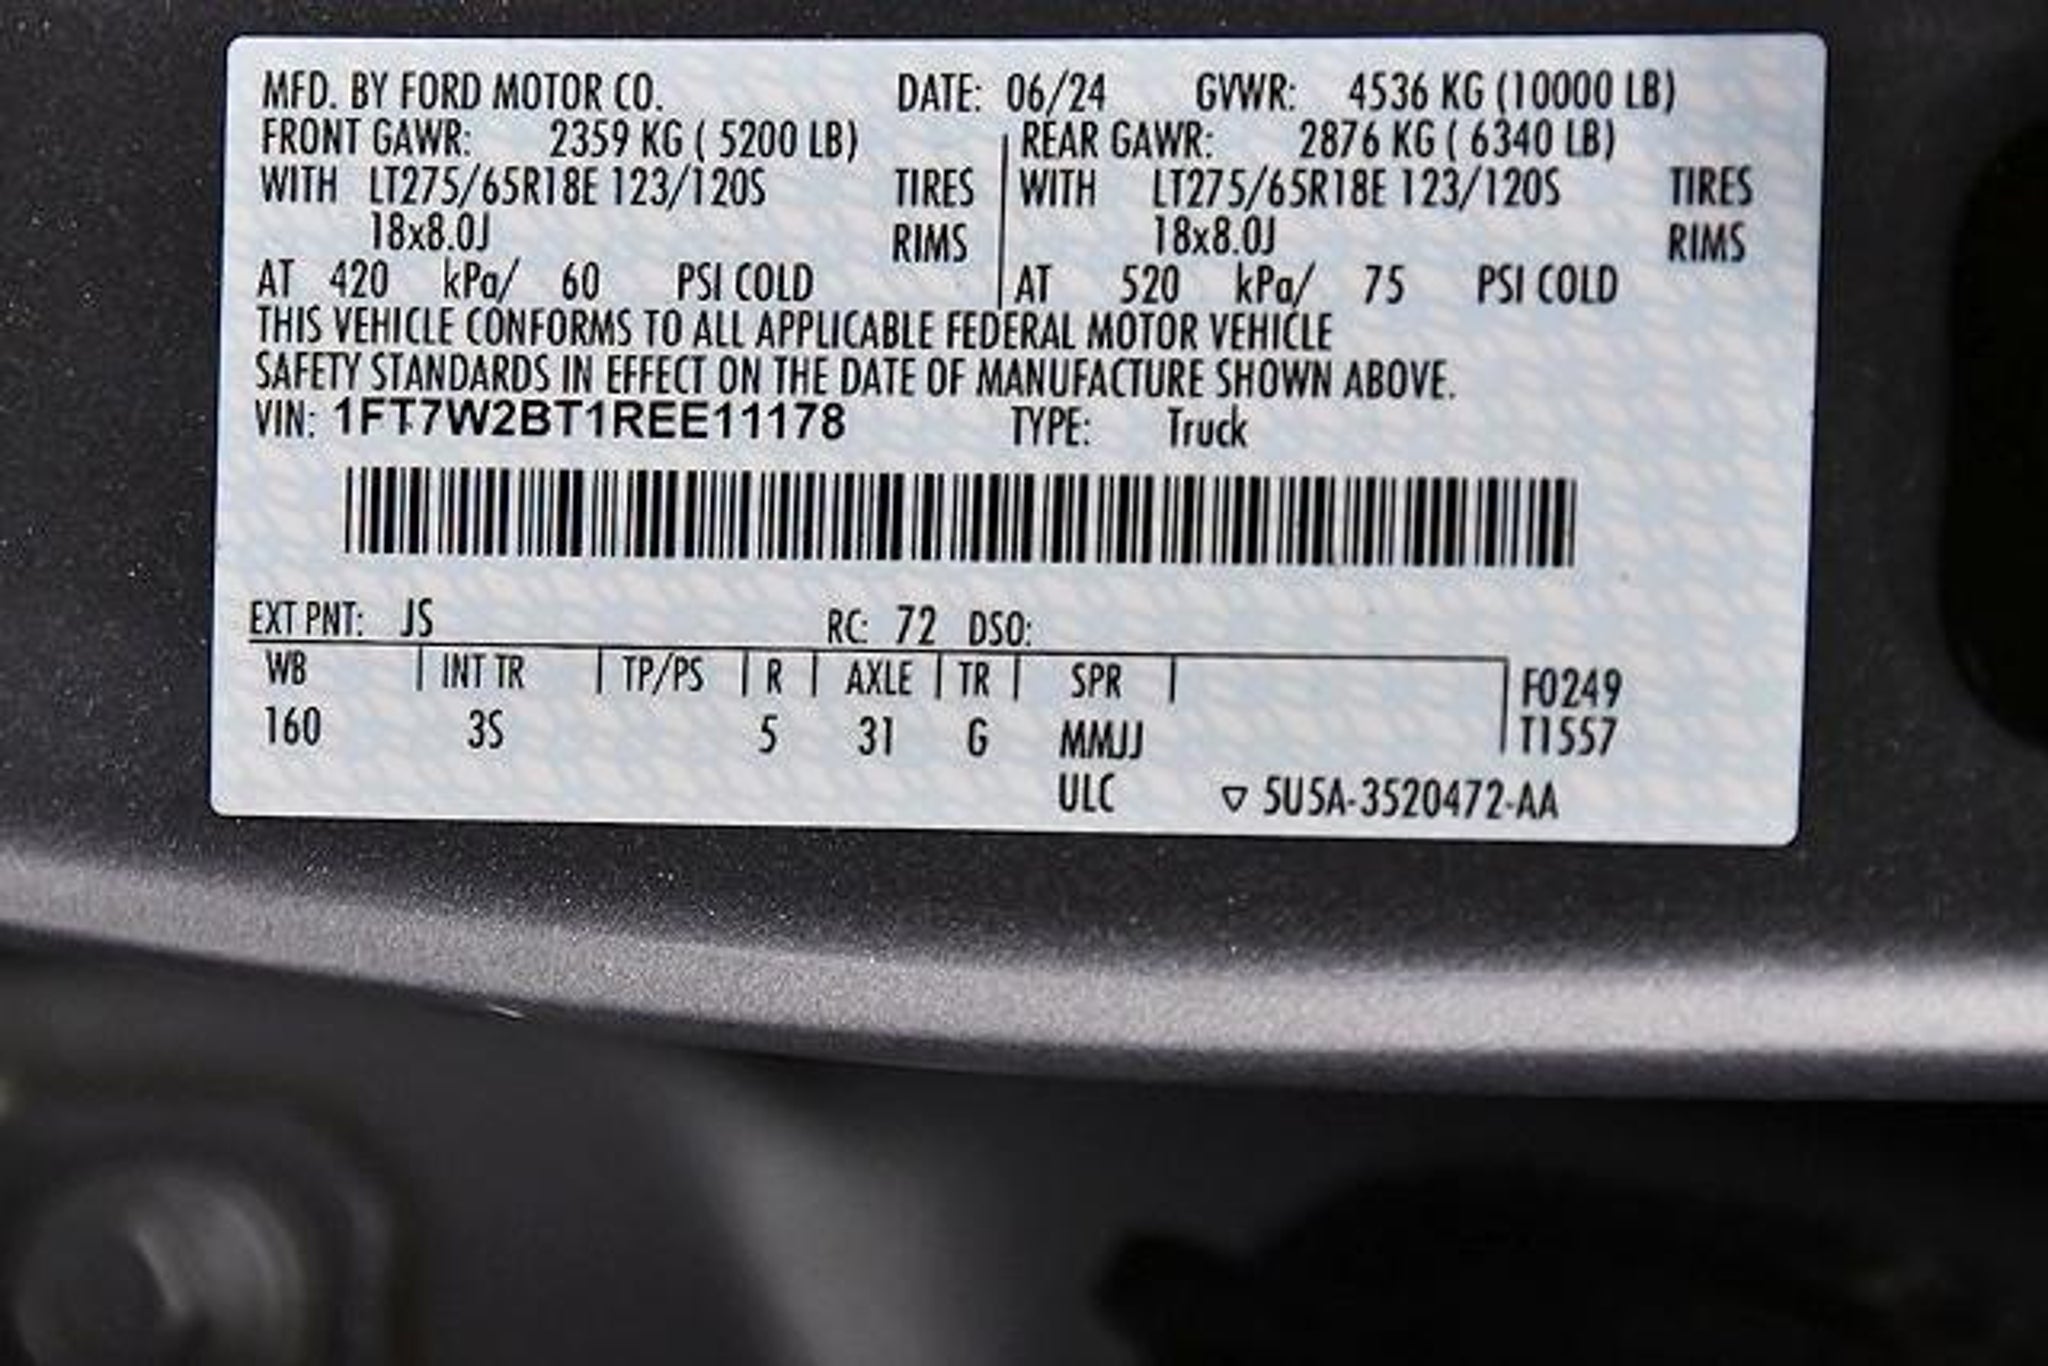 MFD. BY FORD MOTOR CO. DATE: 06/24 GVWR: 4536 KG (10000 LB)
FRONT GAWR: 2359 KG ( 5200 LB) REAR GAWR: 2876 KG ( 6340 LB)
WITH LT275/65R18E 123/120S TIRES WITH LT275/65R18E 123/120S TIRES
18x8.0J RIMS 18x8.0J RIMS
AT 420 kPa/ 60 PSI COLD AT 520 kPa/ 75 PSI COLD
THIS VEHICLE CONFORMS TO ALL APPLICABLE FEDERAL MOTOR VEHICLE
SAFETY STANDARDS IN EFFECT ON THE DATE OF MANUFACTURE SHOWN ABOVE.
VIN: 1FT7W2BT1REE11178 TYPE: Truck
EXT PNT: JS RC: 72 DSO:
WB INT TR TP/PS R AXLE TR SPR F0249
160 3S 5 31 G MMJJ T1557
ULC ▽ 5U5A-3520472-AA